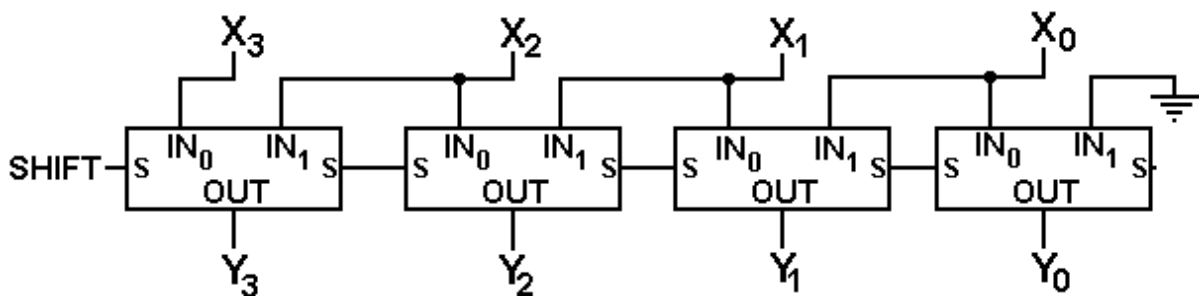 X3 X2 X1 X0
IN0 IN1 IN0 IN1 IN0 IN1 IN0 IN1
SHIFT S S S S S S S S
OUT OUT OUT OUT
Y3 Y2 Y1 Y0